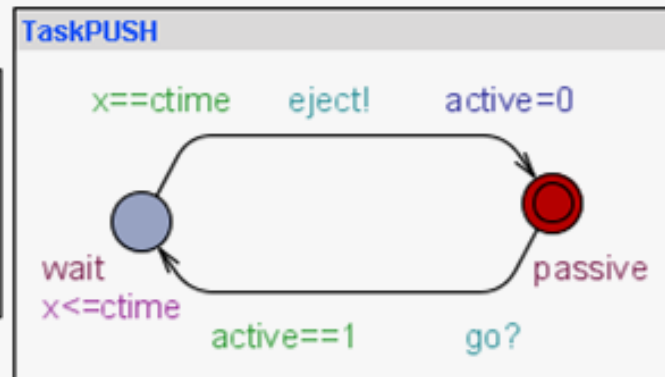 TaskPUSH
x==ctime eject! active=0
wait passive
x<=ctime
active==1 go?